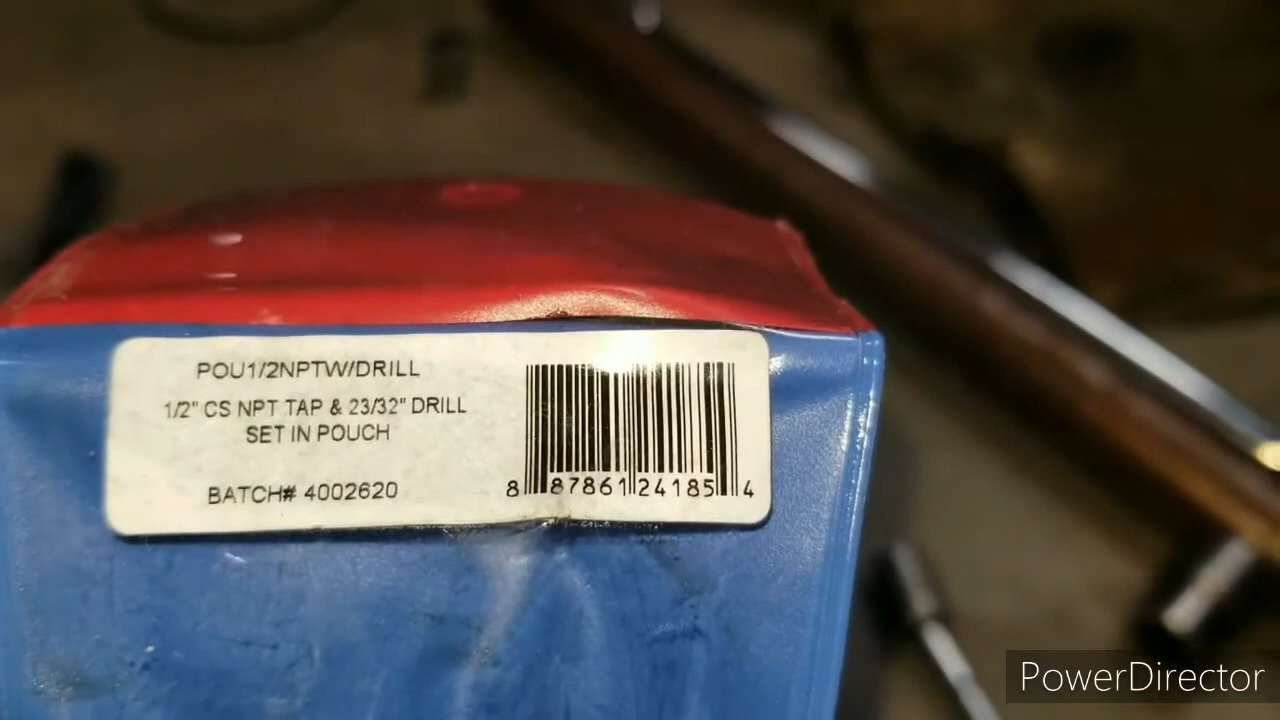 POU1/2NPTW/DRILL
1/2" CS NPT TAP & 23/32" DRILL
SET IN POUCH
BATCH# 4002620
8 87861 24185 4
PowerDirector